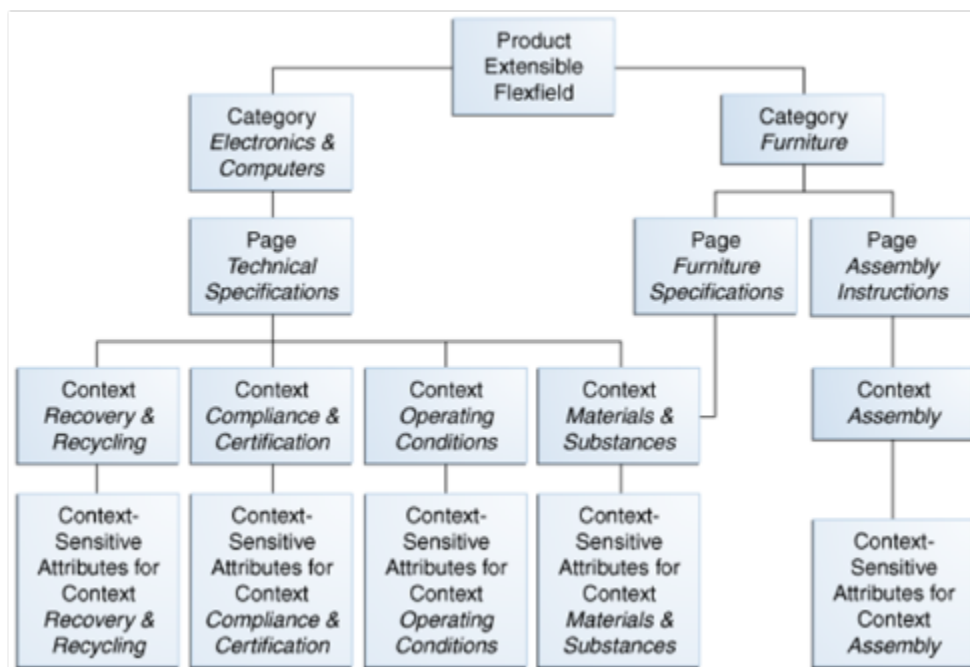 Product
Extensible
Flexfield
Category
Electronics &
Computers
Category
Furniture
Page
Technical
Specifications
Page
Furniture
Specifications
Page
Assembly
Instructions
Context
Recovery &
Recycling
Context
Compliance &
Certification
Context
Operating
Conditions
Context
Materials &
Substances
Context
Assembly
Context-
Sensitive
Attributes for
Context
Recovery &
Recycling
Context-
Sensitive
Attributes for
Context
Compliance &
Certification
Context-
Sensitive
Attributes for
Context
Operating
Conditions
Context-
Sensitive
Attributes for
Context
Materials &
Substances
Context-
Sensitive
Attributes for
Context
Assembly